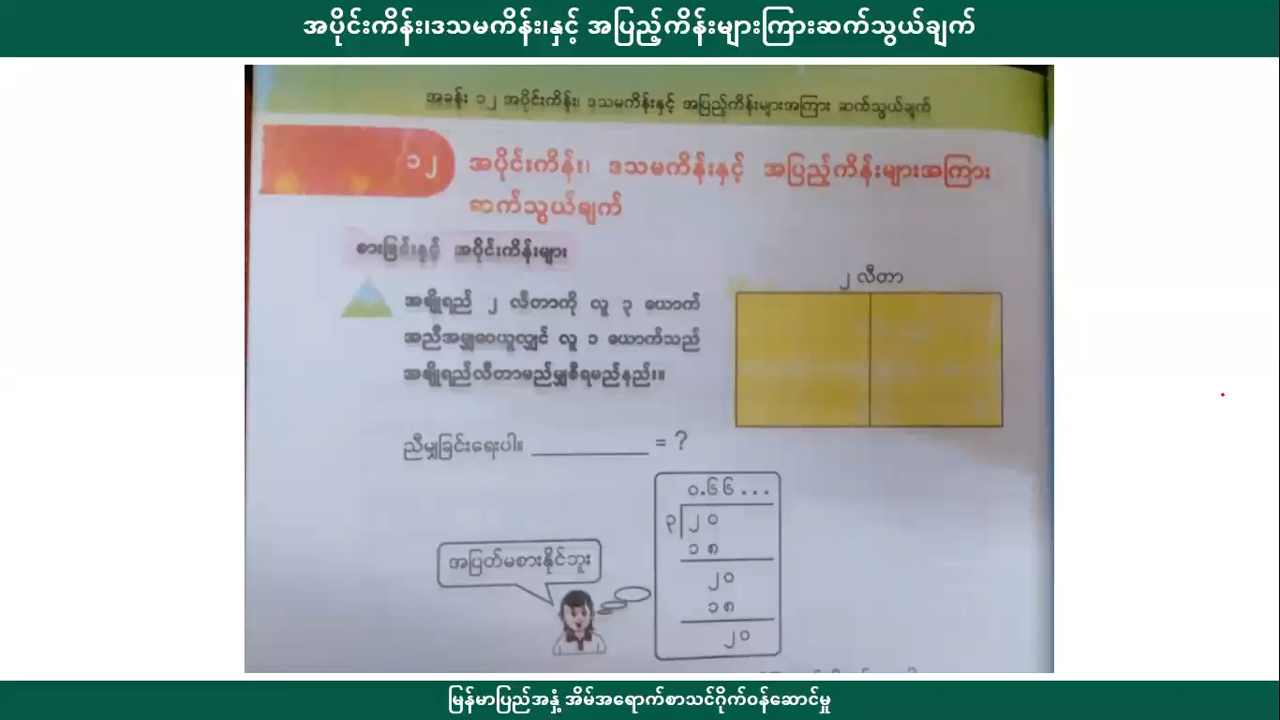 အပိုင်းကိန်း၊ဒသမကိန်း၊နှင့် အပြည့်ကိန်းများကြားဆက်သွယ်ချက်
အခန်း ၁၂ အပိုင်းကိန်း၊ ဒသမကိန်းနှင့် အပြည့်ကိန်းများအကြား ဆက်သွယ်ချက်
၁၂ အပိုင်းကိန်း၊ ဒသမကိန်းနှင့် အပြည့်ကိန်းများအကြား
ဆက်သွယ်ချက်
စားခြင်းနှင့် အပိုင်းကိန်းများ
၂ လီတာ
အချိုရည် ၂ လီတာကို လူ ၃ ယောက်
အညီအမျှဝေယူလျှင် လူ ၁ ယောက်သည်
အချိုရည်လီတာမည်မျှစီရမည်နည်း။
ညီမျှခြင်းရေးပါ။ ________ = ?
၀.၆၆...
၃ ၂၀
၁၈
၂၀
၁၈
၂၀
အပြတ်မစားနိုင်ဘူး
မြန်မာပြည်အနှံ့ အိမ်အရောက်စာသင်ဂိုက်ဝန်ဆောင်မှု